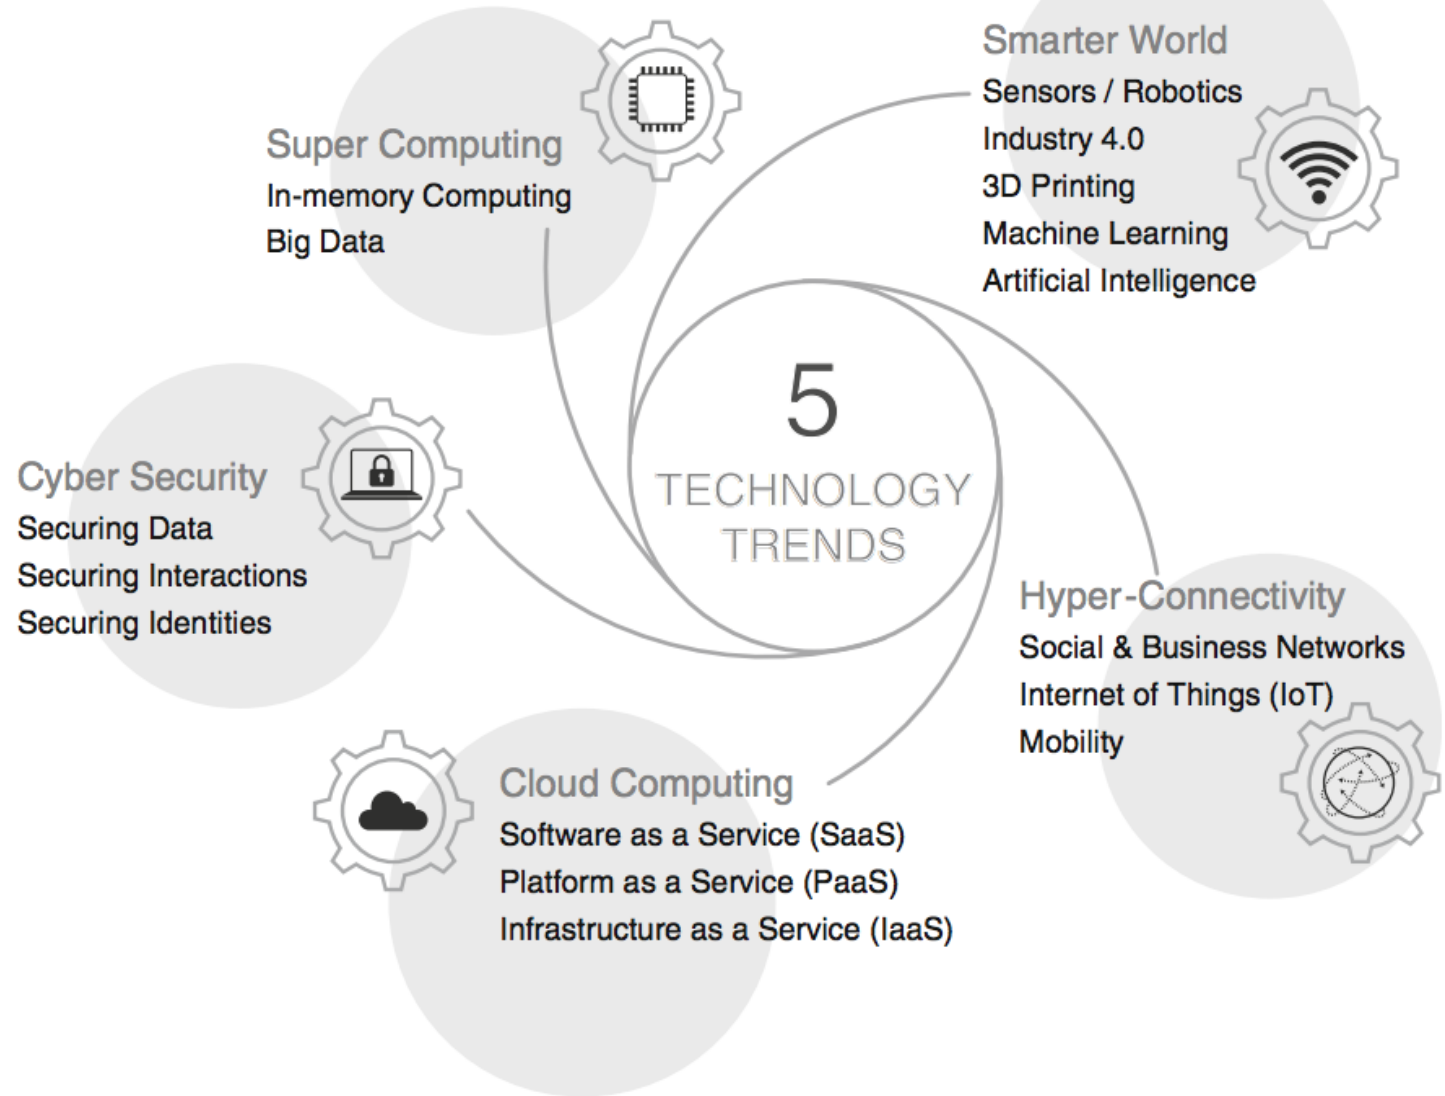 Super Computing
In-memory Computing
Big Data
Smarter World
Sensors / Robotics
Industry 4.0
3D Printing
Machine Learning
Artificial Intelligence
5
TECHNOLOGY
TRENDS
Cyber Security
Securing Data
Securing Interactions
Securing Identities
Hyper-Connectivity
Social & Business Networks
Internet of Things (IoT)
Mobility
Cloud Computing
Software as a Service (SaaS)
Platform as a Service (PaaS)
Infrastructure as a Service (IaaS)